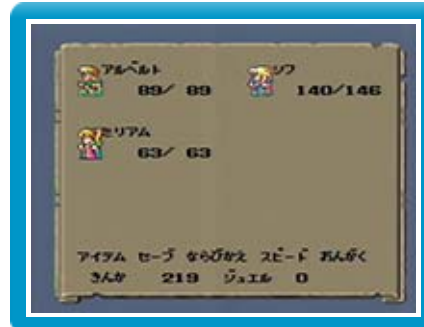 アルベルト シフ
89/ 89 140/146
ミリアム
63/ 63
アイテム セーブ ならびかえ スピード おんがく
きんか 219 ジュエル 0